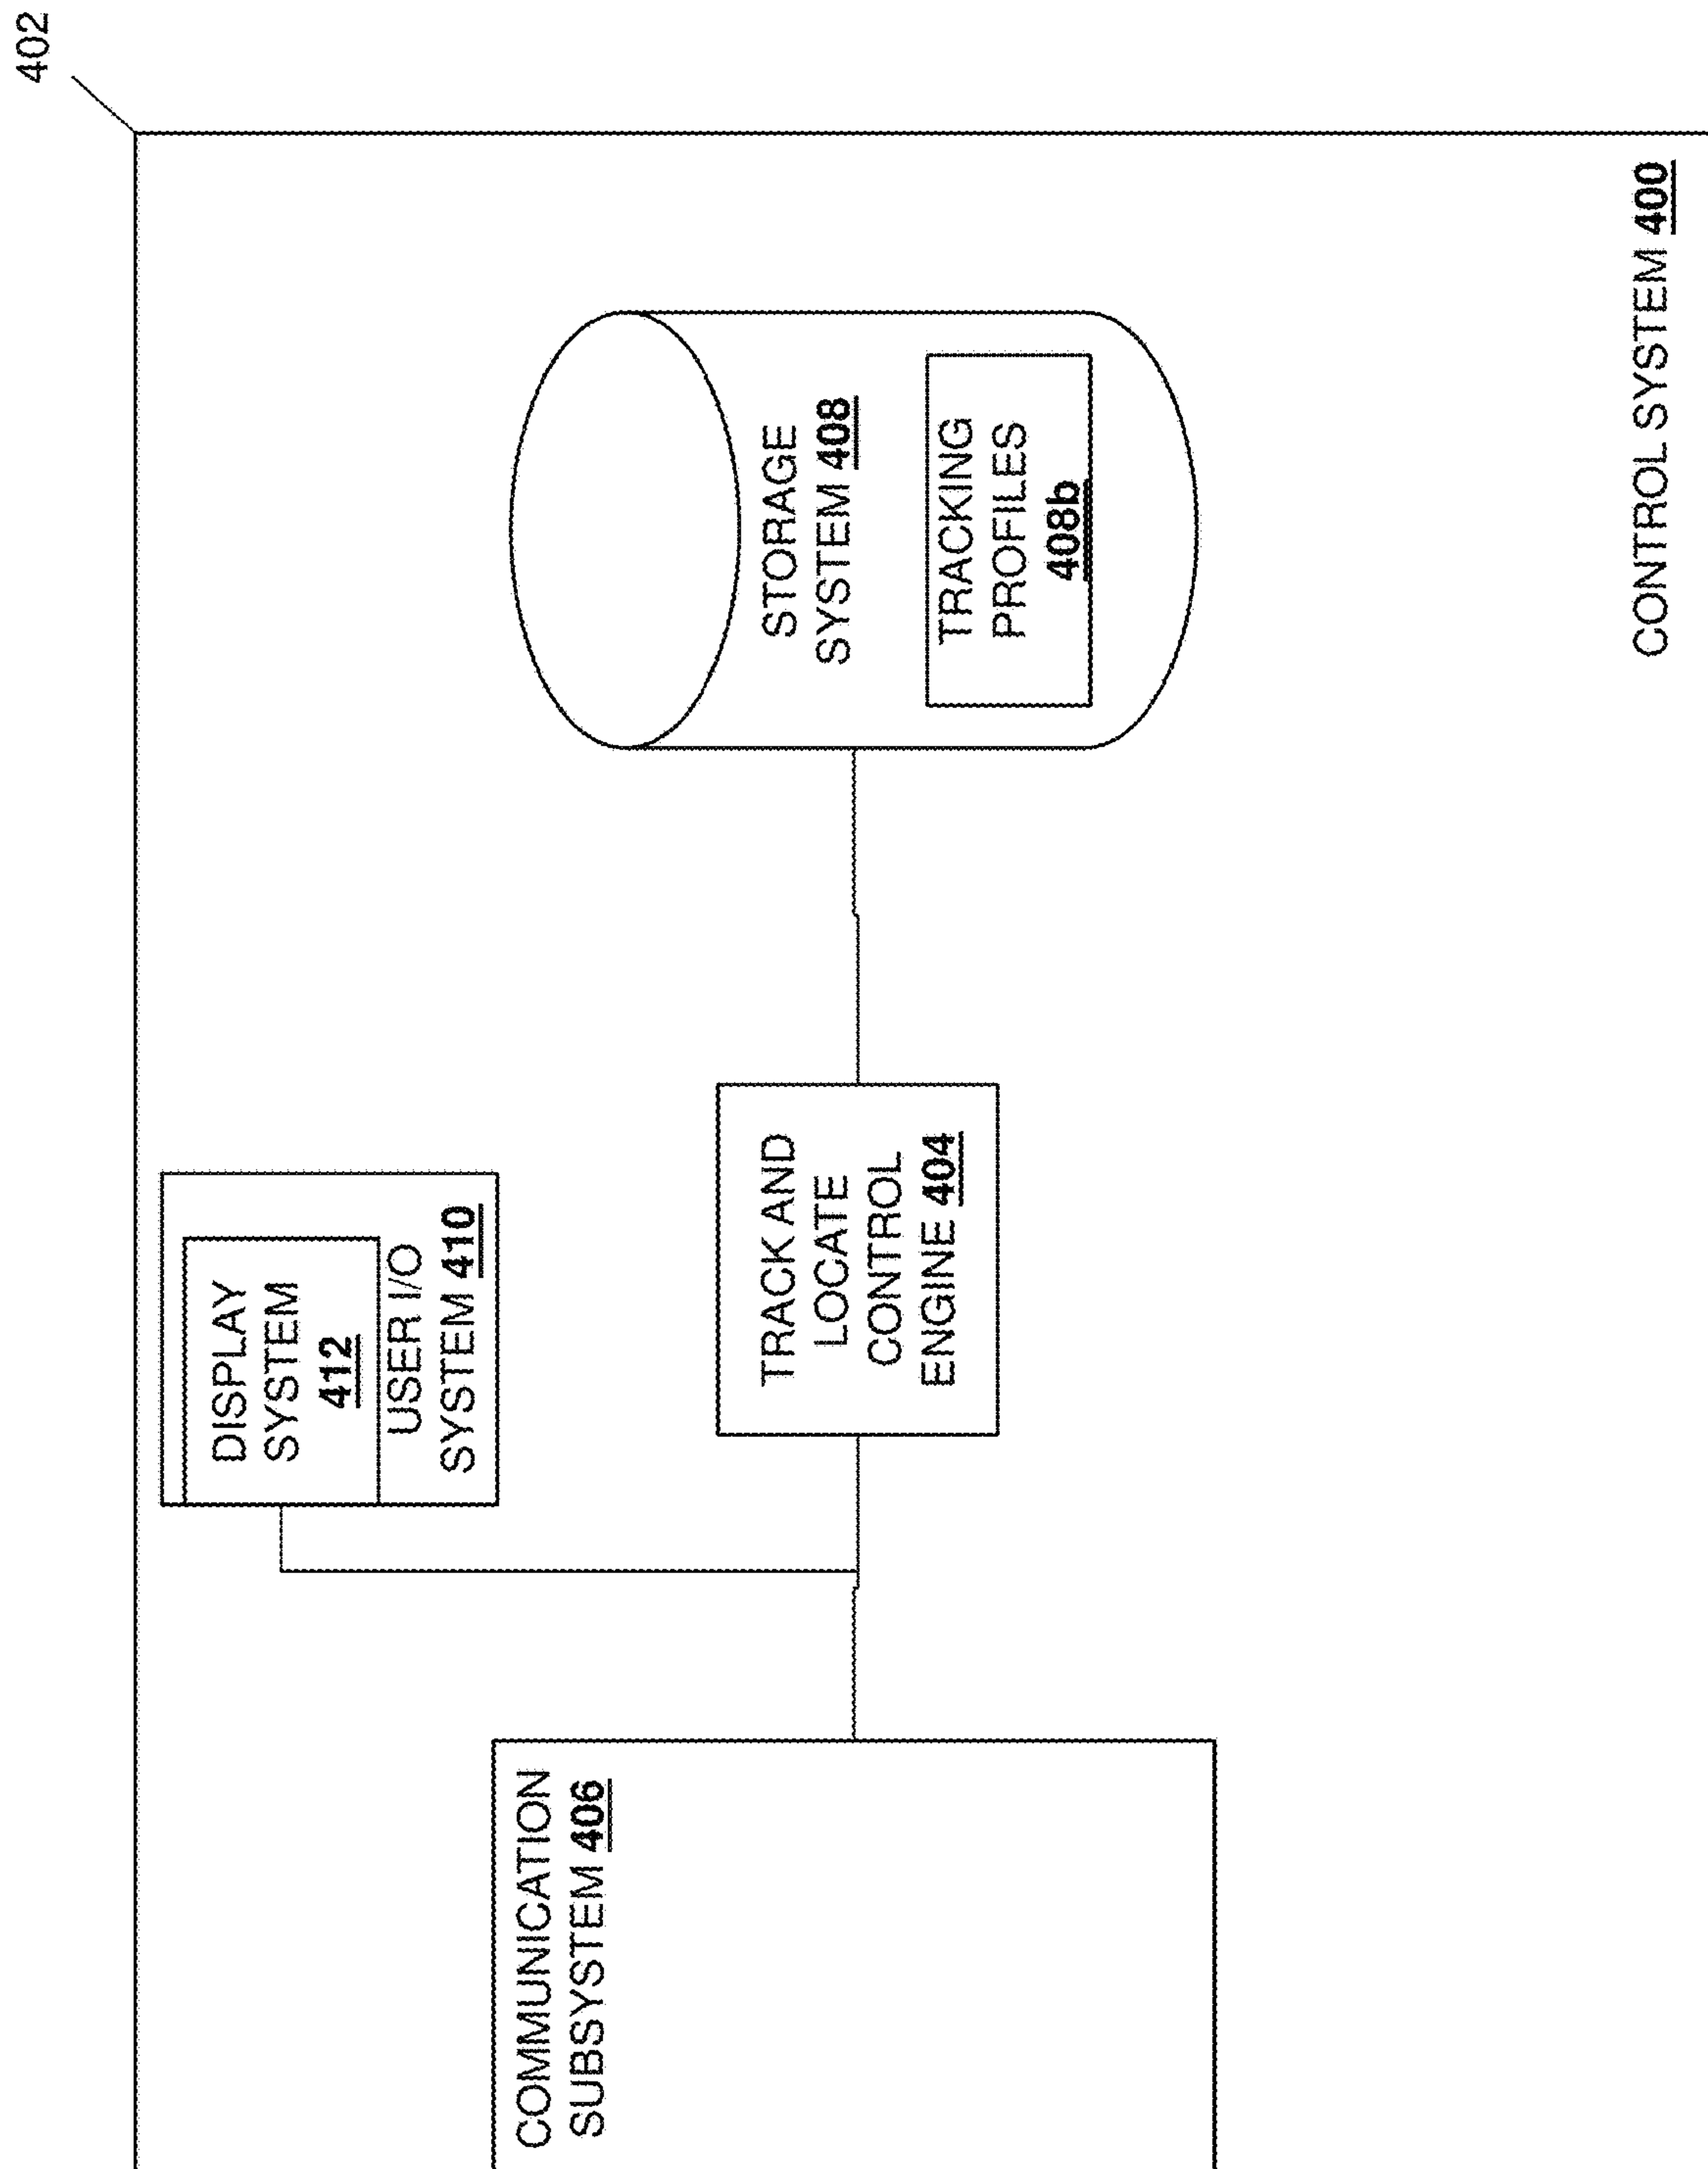 402
DISPLAY
SYSTEM
412
USER I/O
SYSTEM 410
COMMUNICATION
SUBSYSTEM 406
TRACK AND
LOCATE
CONTROL
ENGINE 404
STORAGE
SYSTEM 408
TRACKING
PROFILES
408b
CONTROL SYSTEM 400